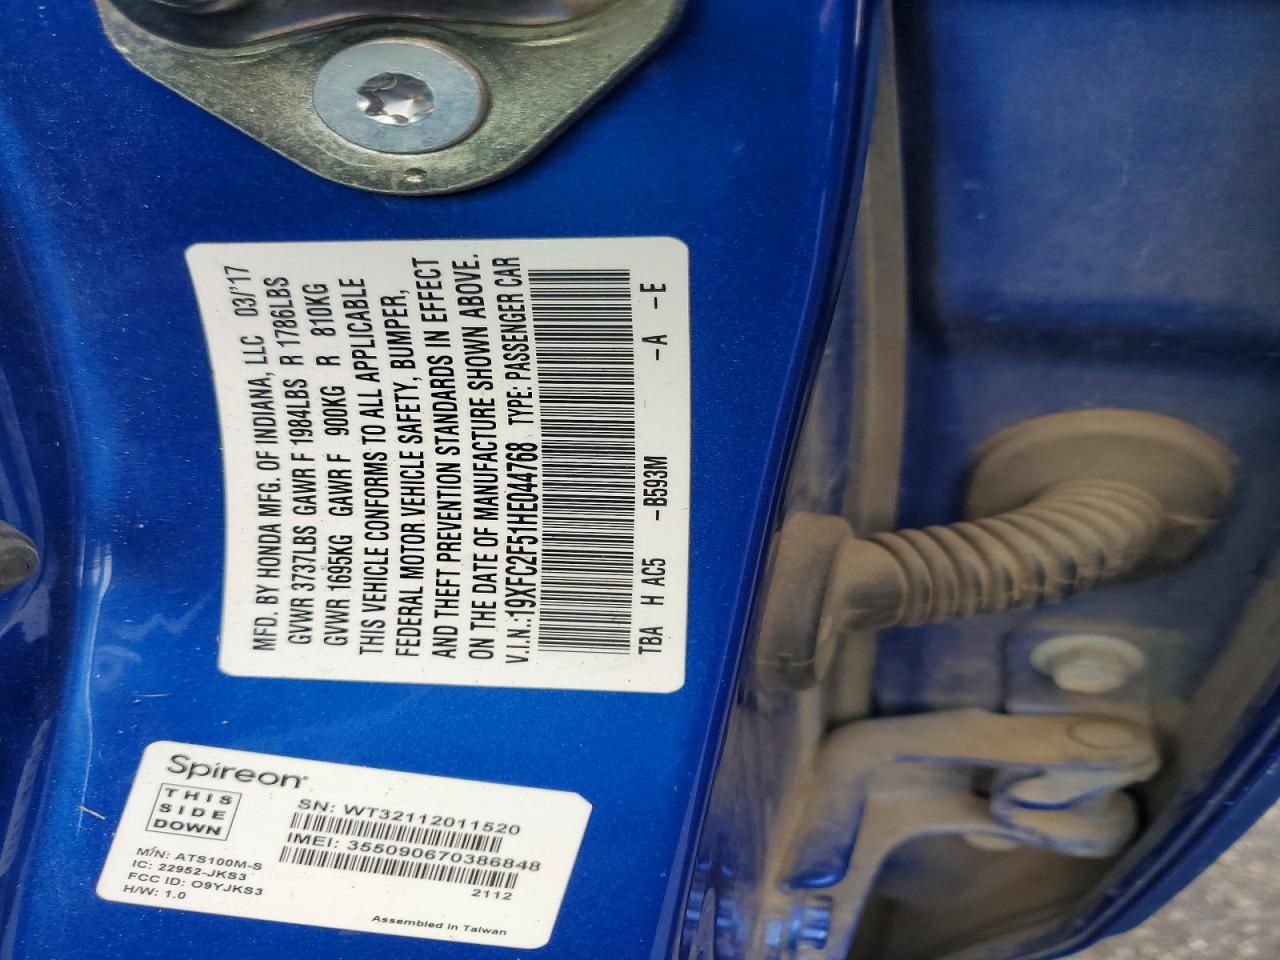 MFD. BY HONDA MFG. OF INDIANA, LLC 03/'17
GVWR 3737LBS GAWR F 1984LBS R 1786LBS
GVWR 1695KG GAWR F 900KG R 810KG
THIS VEHICLE CONFORMS TO ALL APPLICABLE
FEDERAL MOTOR VEHICLE SAFETY, BUMPER,
AND THEFT PREVENTION STANDARDS IN EFFECT
ON THE DATE OF MANUFACTURE SHOWN ABOVE.
V.I.N.:19XFC2F51HE044768 TYPE: PASSENGER CAR
TBA H AC5 -B593M -A -E
Spireon
THIS
SIDE
DOWN
SN: WT32112011520
IMEI: 355090670386848
2112
M/N: ATS100M-S
IC: 22952-JKS3
FCC ID: O9YJKS3
H/W: 1.0
Assembled in Taiwan